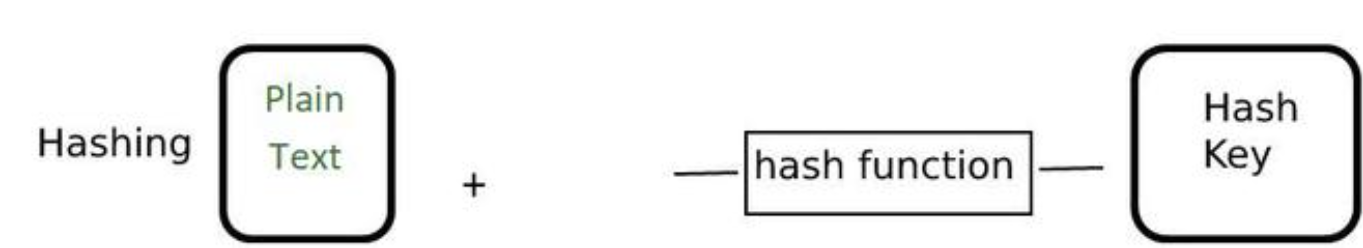 Hashing
Plain
Text
+
hash function
Hash
Key